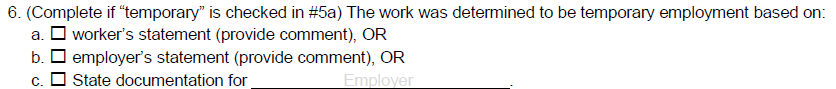 6. (Complete if “temporary” is checked in #5a) The work was determined to be temporary employment based on:
a. ☐ worker’s statement (provide comment), OR
b. ☐ employer’s statement (provide comment), OR
c. ☐ State documentation for ____Employer____.